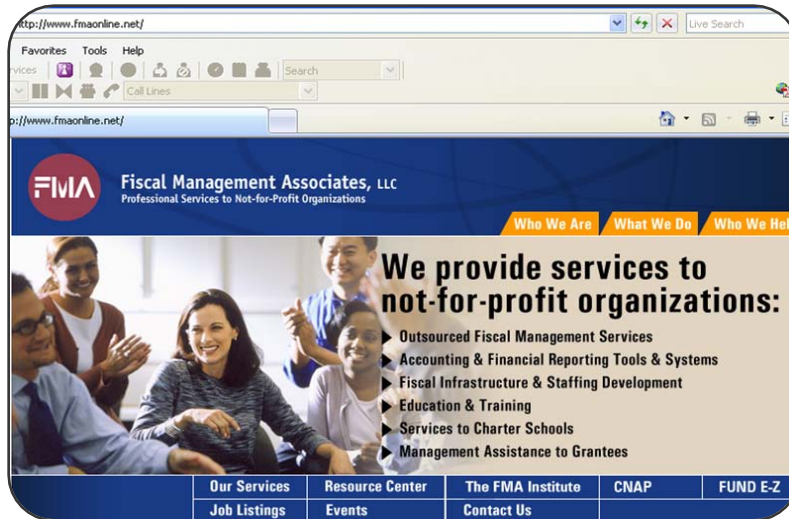 http://www.fmaonline.net/
Live Search
Favorites Tools Help
rvices
Search
Call Lines
p://www.fmaonline.net/
FMA
Fiscal Management Associates, LLC
Professional Services to Not-for-Profit Organizations
Who We Are What We Do Who We Hel
We provide services to
not-for-profit organizations:
Outsourced Fiscal Management Services
Accounting & Financial Reporting Tools & Systems
Fiscal Infrastructure & Staffing Development
Education & Training
Services to Charter Schools
Management Assistance to Grantees
Our Services Resource Center The FMA Institute CNAP FUND E-Z
Job Listings Events Contact Us